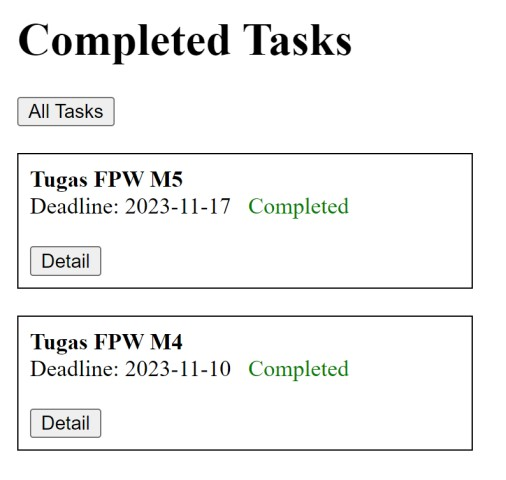 Completed Tasks
All Tasks
Tugas FPW M5
Deadline: 2023-11-17 Completed
Detail
Tugas FPW M4
Deadline: 2023-11-10 Completed
Detail